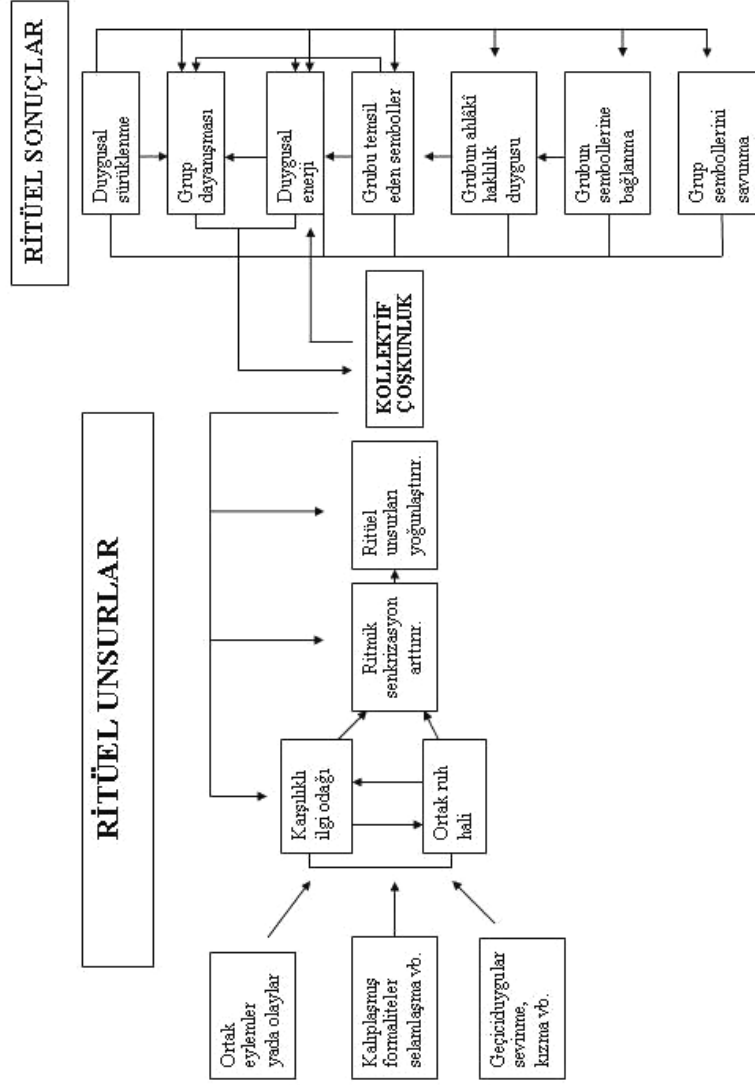 RİTÜEL UNSURLAR
RİTÜEL SONUÇLAR
Ortak
eylemler
yada olaylar
Kalıplaşmış
formaliteler
selamlaşma vb.
Geçiciduygular
sevinme,
kızma vb.
Karşılıklı
ilgi odağı
Ortak ruh
hali
Ritmik
senkrizasyon
arttırır.
Ritüel
unsurları
yoğunlaştırır.
KOLLEKTİF
ÇOŞKUNLUK
Duygusal
sürüklenme
Grup
dayanışması
Duygusal
enerji
Grubu temsil
eden semboller
Grubun ahlâkî
haklılık
duygusu
Grubun
sembollerine
bağlanma
Grup
sembollerini
savunma